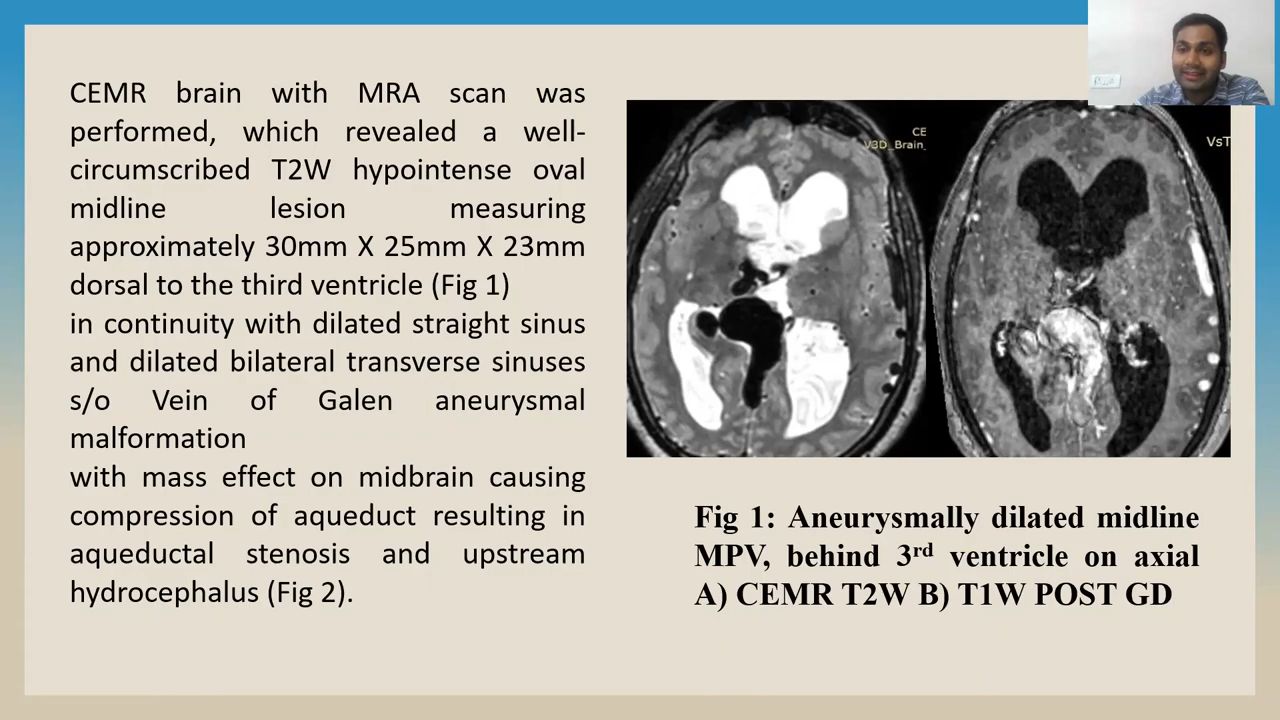 CEMR brain with MRA scan was
performed, which revealed a well-
circumscribed T2W hypointense oval
midline lesion measuring
approximately 30mm X 25mm X 23mm
dorsal to the third ventricle (Fig 1)
in continuity with dilated straight sinus
and dilated bilateral transverse sinuses
s/o Vein of Galen aneurysmal
malformation
with mass effect on midbrain causing
compression of aqueduct resulting in
aqueductal stenosis and upstream
hydrocephalus (Fig 2).
CE
V3D_Brain_
VsT
Fig 1: Aneurysmally dilated midline
MPV, behind 3rd ventricle on axial
A) CEMR T2W B) T1W POST GD